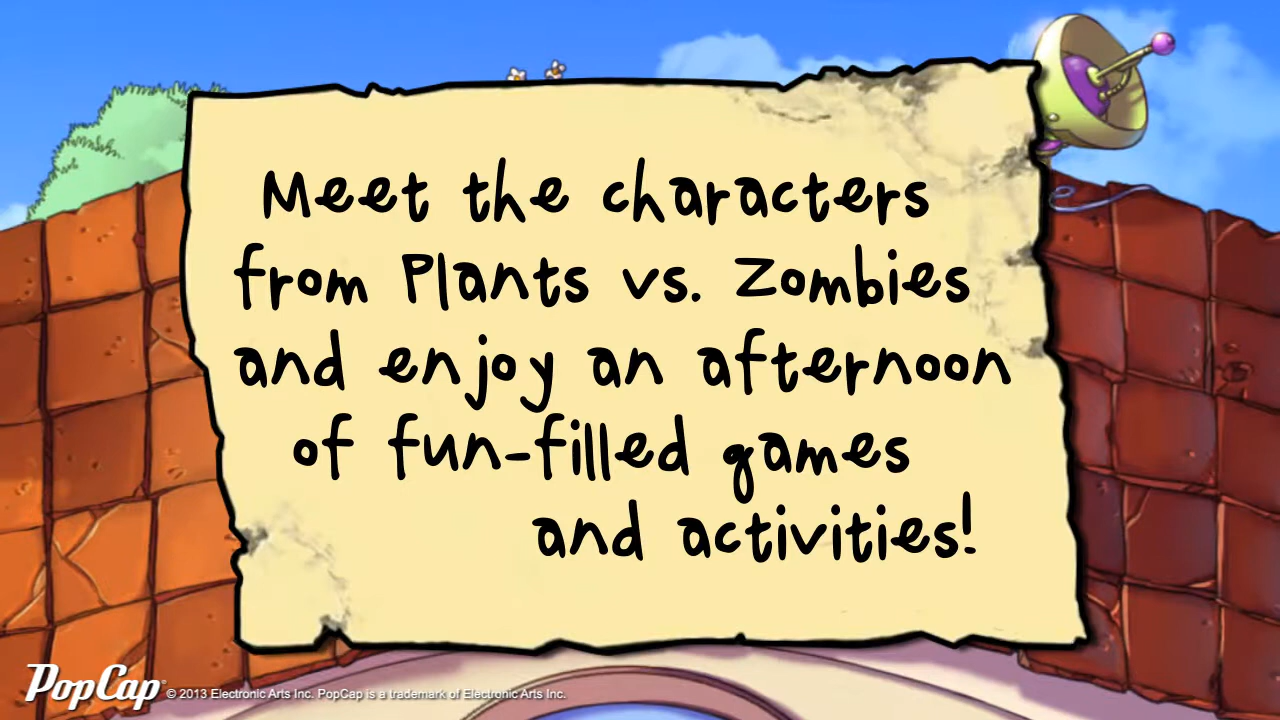 Meet the characters
from Plants vs. Zombies
and enjoy an afternoon
of fun-filled games
and activities!
PopCap® © 2013 Electronic Arts Inc. PopCap is a trademark of Electronic Arts Inc.